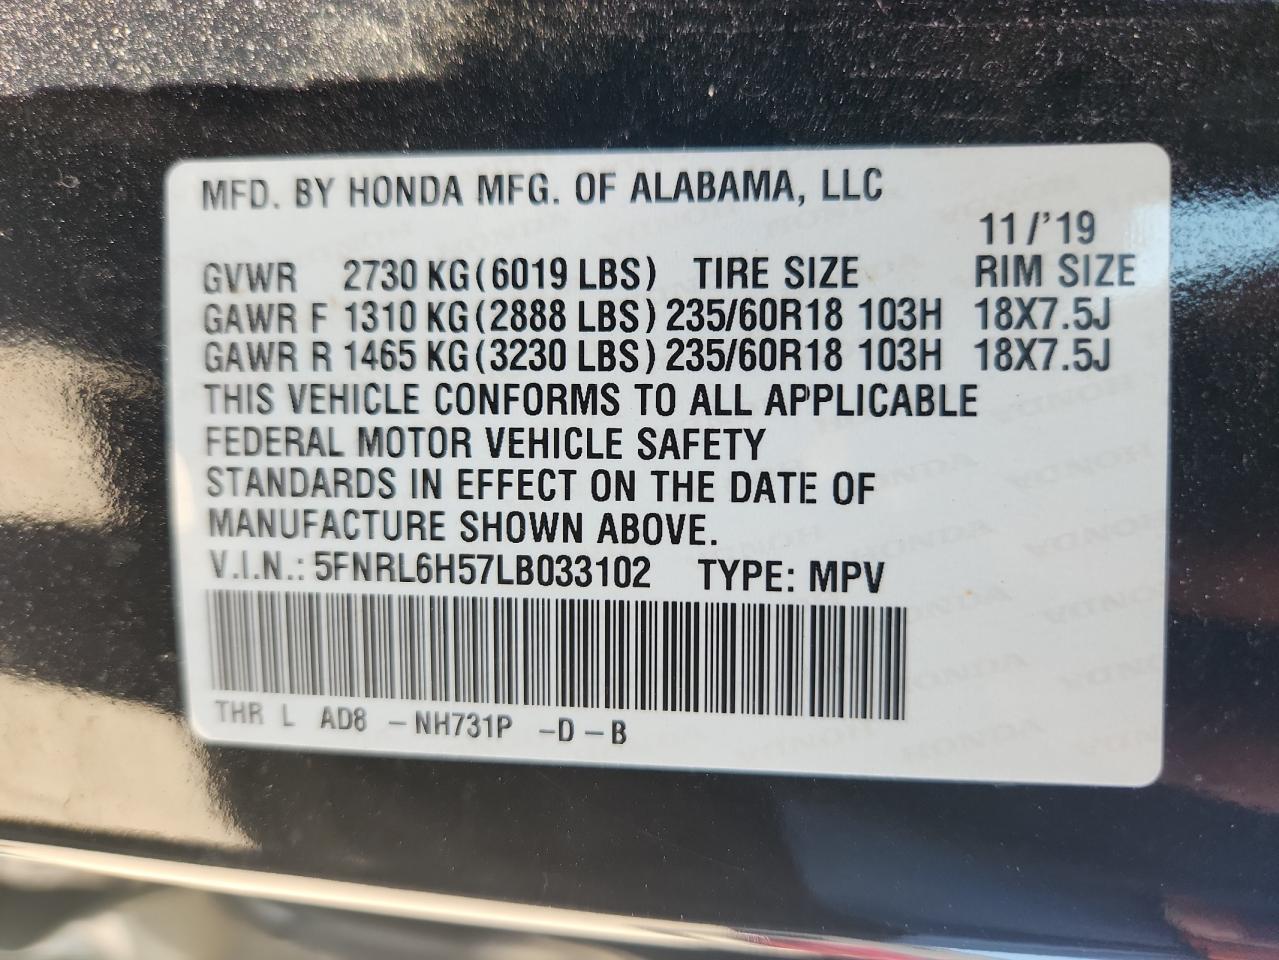 MFD. BY HONDA MFG. OF ALABAMA, LLC
11/'19
GVWR 2730 KG(6019 LBS) TIRE SIZE RIM SIZE
GAWR F 1310 KG(2888 LBS) 235/60R18 103H 18X7.5J
GAWR R 1465 KG(3230 LBS) 235/60R18 103H 18X7.5J
THIS VEHICLE CONFORMS TO ALL APPLICABLE
FEDERAL MOTOR VEHICLE SAFETY
STANDARDS IN EFFECT ON THE DATE OF
MANUFACTURE SHOWN ABOVE.
V.I.N.: 5FNRL6H57LB033102 TYPE: MPV
THR L AD8 -NH731P -D-B